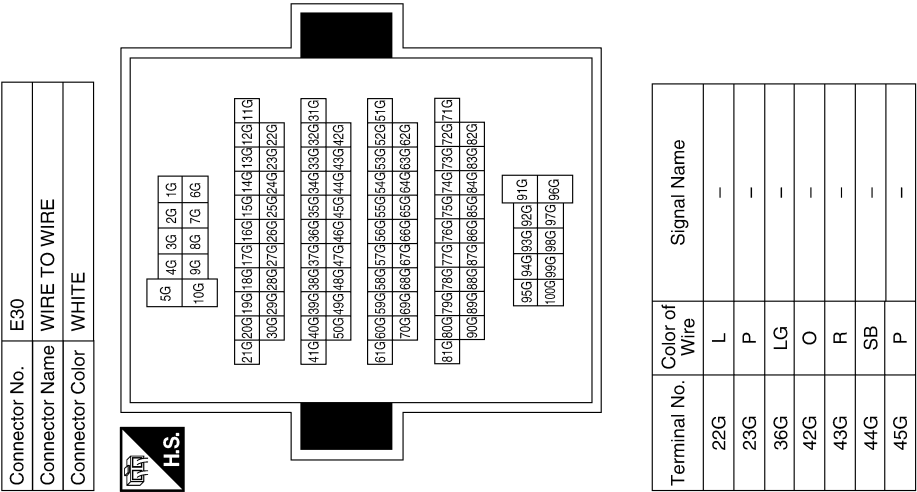 Connector No. E30
Connector Name WIRE TO WIRE
Connector Color WHITE
H.S.
5G 4G 3G 2G 1G
10G 9G 8G 7G 6G
21G 20G 19G 18G 17G 16G 15G 14G 13G 12G 11G
30G 29G 28G 27G 26G 25G 24G 23G 22G
41G 40G 39G 38G 37G 36G 35G 34G 33G 32G 31G
50G 49G 48G 47G 46G 45G 44G 43G 42G
61G 60G 59G 58G 57G 56G 55G 54G 53G 52G 51G
70G 69G 68G 67G 66G 65G 64G 63G 62G
81G 80G 79G 78G 77G 76G 75G 74G 73G 72G 71G
90G 89G 88G 87G 86G 85G 84G 83G 82G
95G 94G 93G 92G 91G
100G 99G 98G 97G 96G
Terminal No. Color of Wire Signal Name
22G L –
23G P –
36G LG –
42G O –
43G R –
44G SB –
45G P –